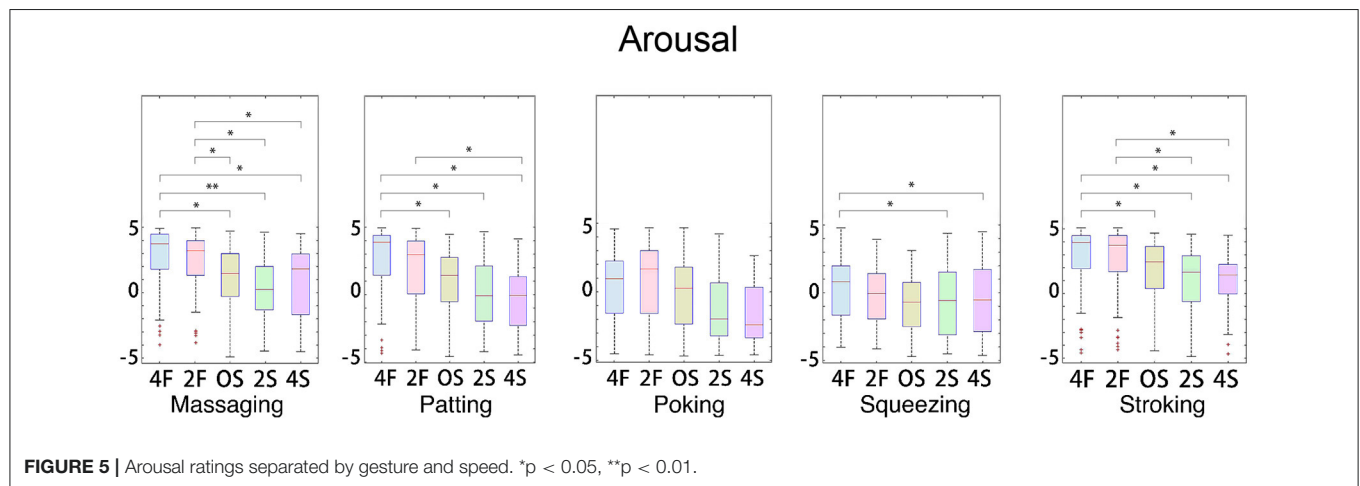 Arousal
* 
*
* * *
* * *
* * *
** * * *
* * * *
5 5 5 5 5
0 0 0 0 0
-5 -5 -5 -5 -5
4F 2F OS 2S 4S 4F 2F OS 2S 4S 4F 2F OS 2S 4S 4F 2F OS 2S 4S 4F 2F OS 2S 4S
Massaging Patting Poking Squeezing Stroking
FIGURE 5 | Arousal ratings separated by gesture and speed. *p < 0.05, **p < 0.01.